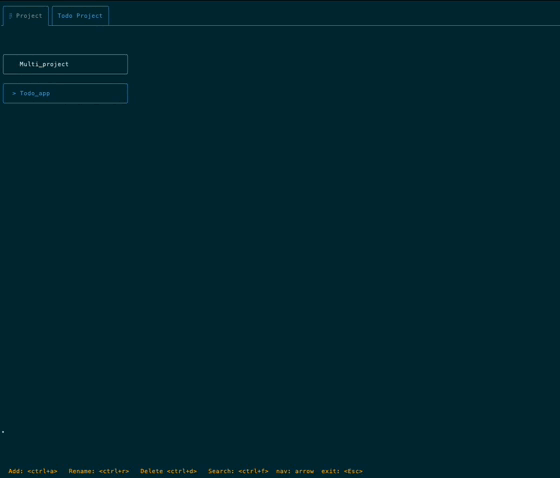 Project Todo Project
Multi_project
> Todo_app
Add: <ctrl+a> Rename: <ctrl+r> Delete <ctrl+d> Search: <ctrl+f> nav: arrow exit: <Esc>